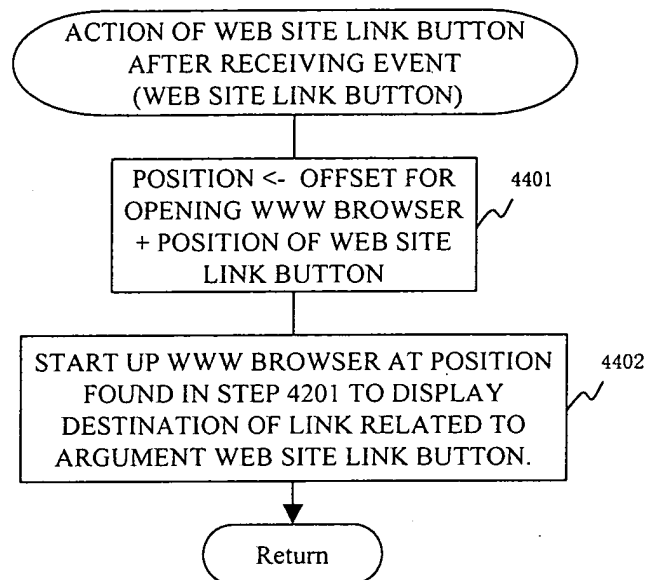 ACTION OF WEB SITE LINK BUTTON
AFTER RECEIVING EVENT
(WEB SITE LINK BUTTON)
POSITION <- OFFSET FOR
OPENING WWW BROWSER
+ POSITION OF WEB SITE
LINK BUTTON
4401
START UP WWW BROWSER AT POSITION
FOUND IN STEP 4201 TO DISPLAY
DESTINATION OF LINK RELATED TO
ARGUMENT WEB SITE LINK BUTTON.
4402
Return